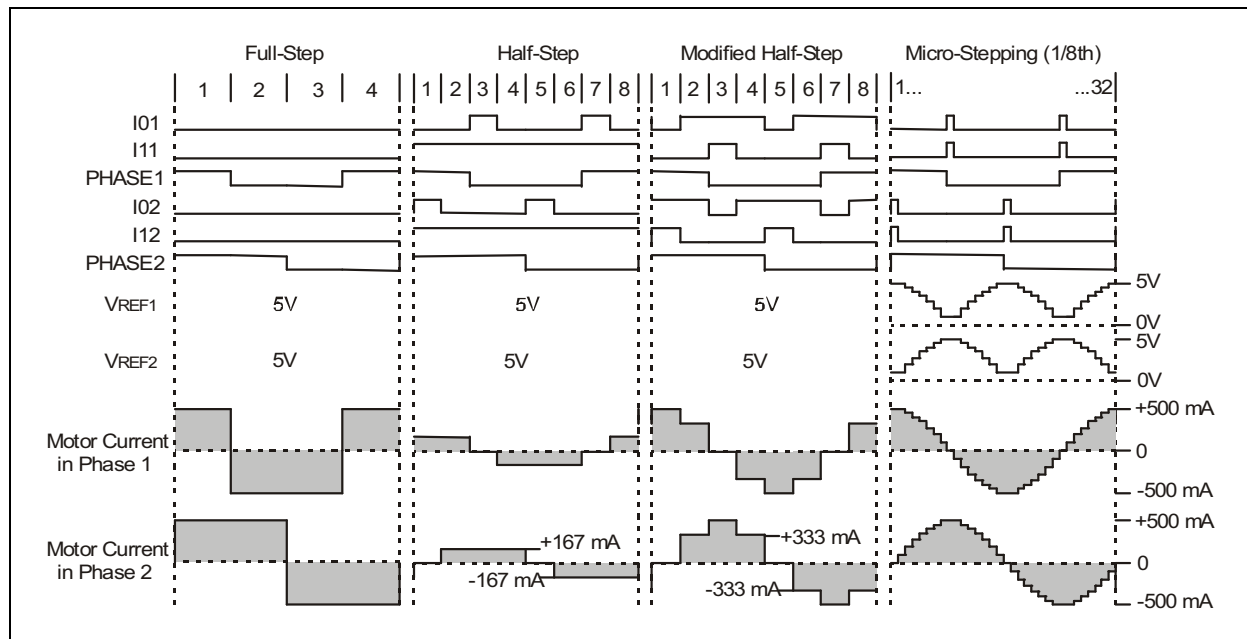 Full-Step Half-Step Modified Half-Step Micro-Stepping (1/8th)
1 2 3 4 1 2 3 4 5 6 7 8 1 2 3 4 5 6 7 8 1... ...32
I01
I11
PHASE1
I02
I12
PHASE2
VREF1 5V 5V 5V 5V
0V
VREF2 5V 5V 5V 5V
0V
Motor Current in Phase 1
+500 mA
0
-500 mA
Motor Current in Phase 2
+167 mA
-167 mA
+333 mA
-333 mA
+500 mA
0
-500 mA